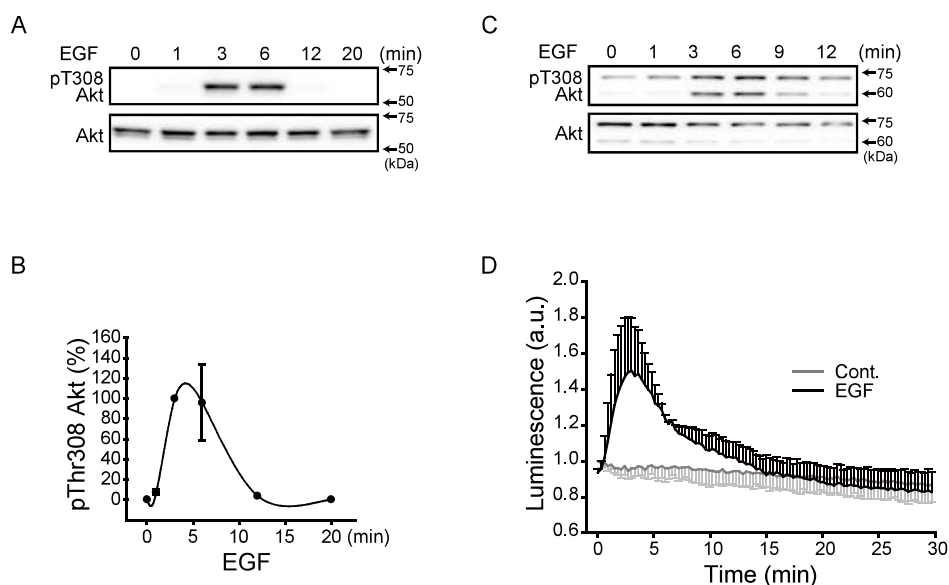 A
EGF 0 1 3 6 12 20 (min)
pT308
Akt
75
50
Akt
75
50
(kDa)
C
EGF 0 1 3 6 9 12 (min)
pT308
Akt
75
60
Akt
75
60
(kDa)
B
pThr308 Akt (%)
160
140
120
100
80
60
40
20
0
0 5 10 15 20 (min)
EGF
D
Luminescence (a.u.)
2.0
1.8
1.6
1.4
1.2
1.0
0.8
0.6
Cont.
EGF
0 5 10 15 20 25 30
Time (min)